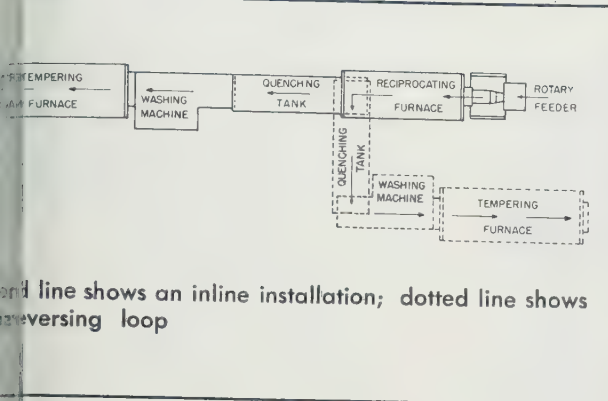 TEMPERING
FURNACE
WASHING
MACHINE
QUENCHING
TANK
RECIPROCATING
FURNACE
ROTARY
FEEDER
QUENCHING
TANK
WASHING
MACHINE
TEMPERING
FURNACE
line shows an inline installation; dotted line shows
reversing loop